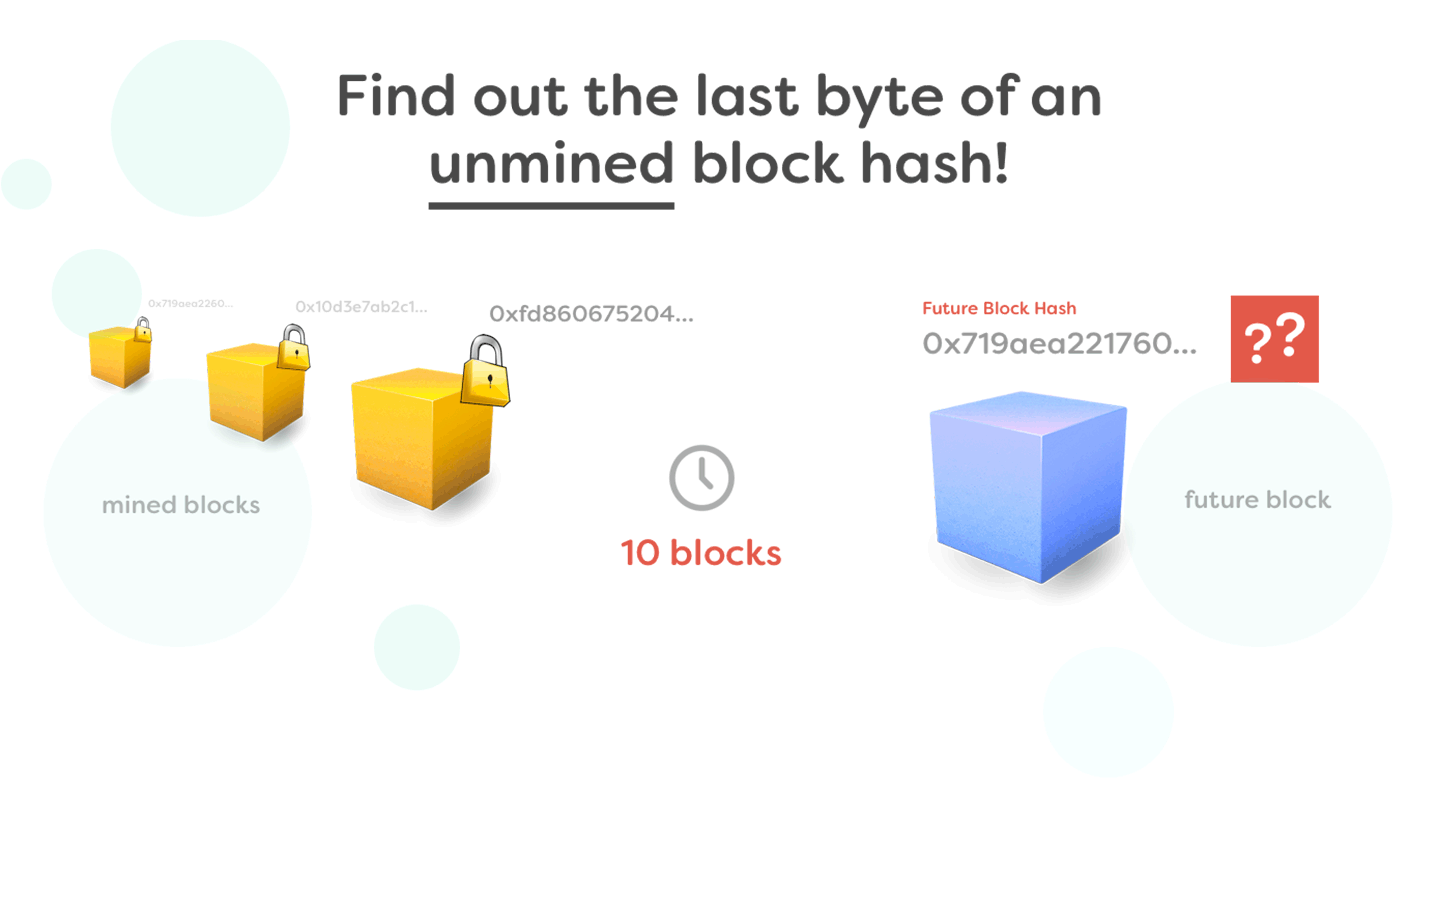 Find out the last byte of an
unmined block hash!
0x719aea2260...
0x10d3e7ab2c1...
0xfd860675204...
Future Block Hash
0x719aea221760...
??
mined blocks
future block
10 blocks